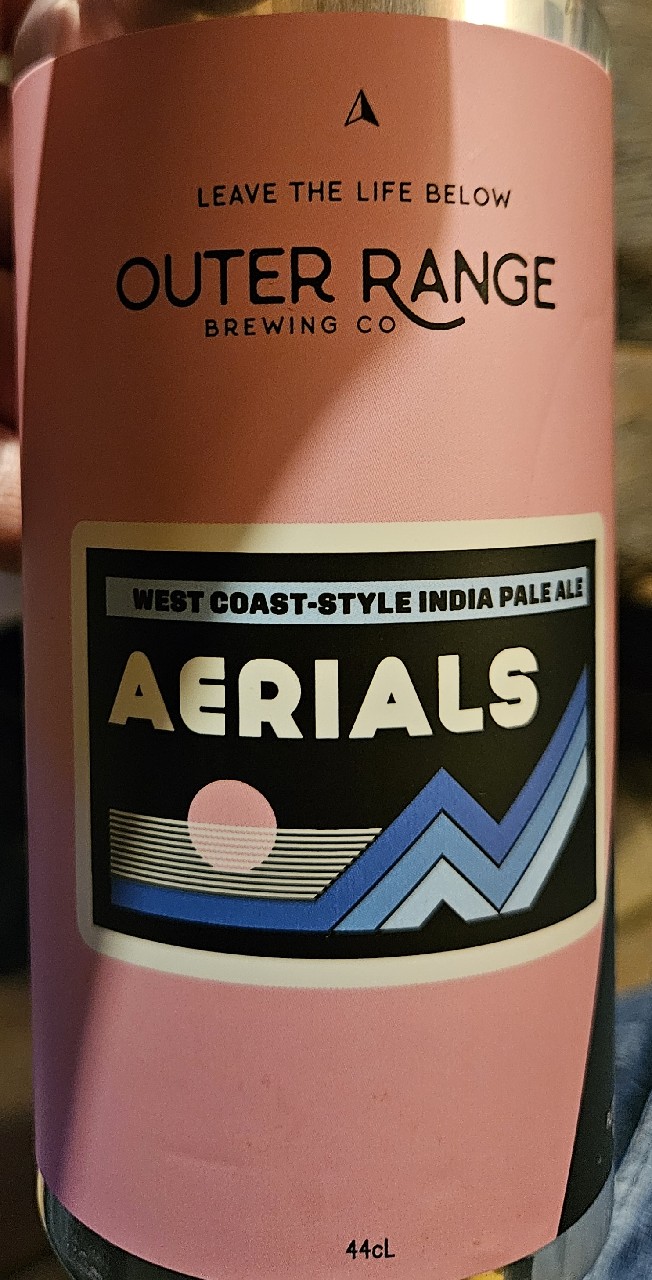 LEAVE THE LIFE BELOW
OUTER RANGE
BREWING CO
WEST COAST-STYLE INDIA PALE ALE
AERIALS
44cL